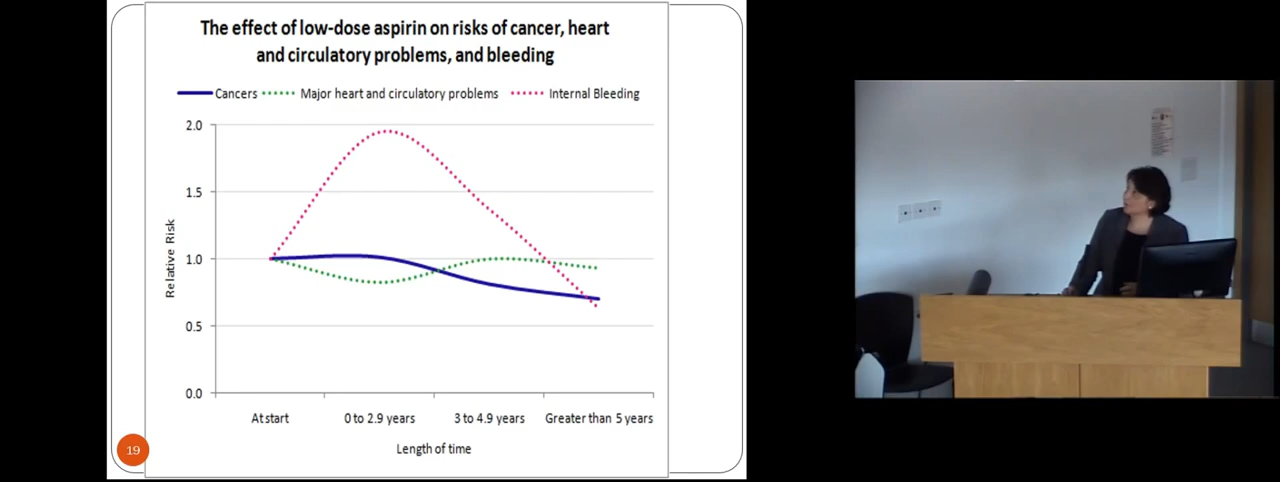 The effect of low-dose aspirin on risks of cancer, heart
and circulatory problems, and bleeding
Cancers Major heart and circulatory problems Internal Bleeding
2.0
1.5
1.0
0.5
0.0
Relative Risk
At start 0 to 2.9 years 3 to 4.9 years Greater than 5 years
Length of time
19